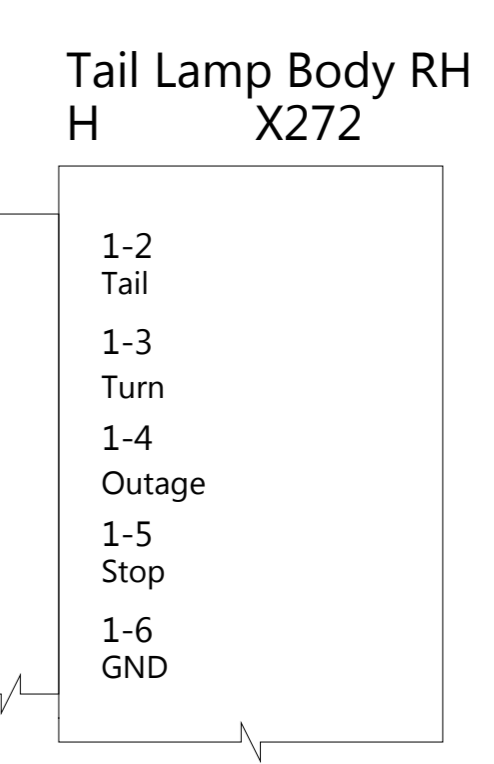 Tail Lamp Body RH
H X272
1-2
Tail
1-3
Turn
1-4
Outage
1-5
Stop
1-6
GND